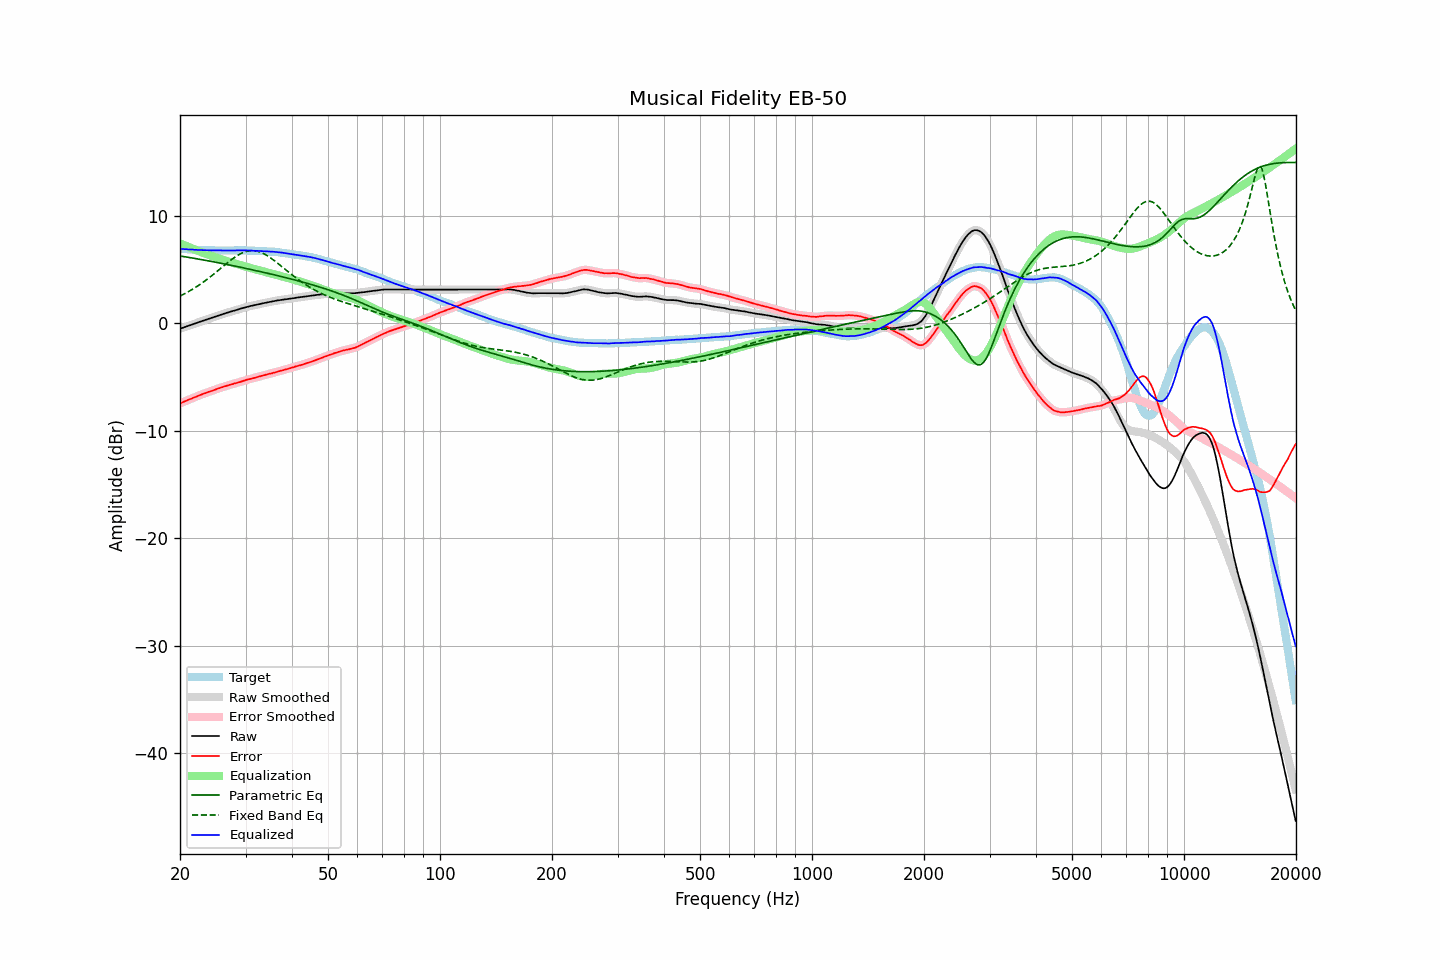 Musical Fidelity EB-50
Amplitude (dBr)
10
0
−10
−20
−30
−40
Target
Raw Smoothed
Error Smoothed
Raw
Error
Equalization
Parametric Eq
Fixed Band Eq
Equalized
20 50 100 200 500 1000 2000 5000 10000 20000
Frequency (Hz)